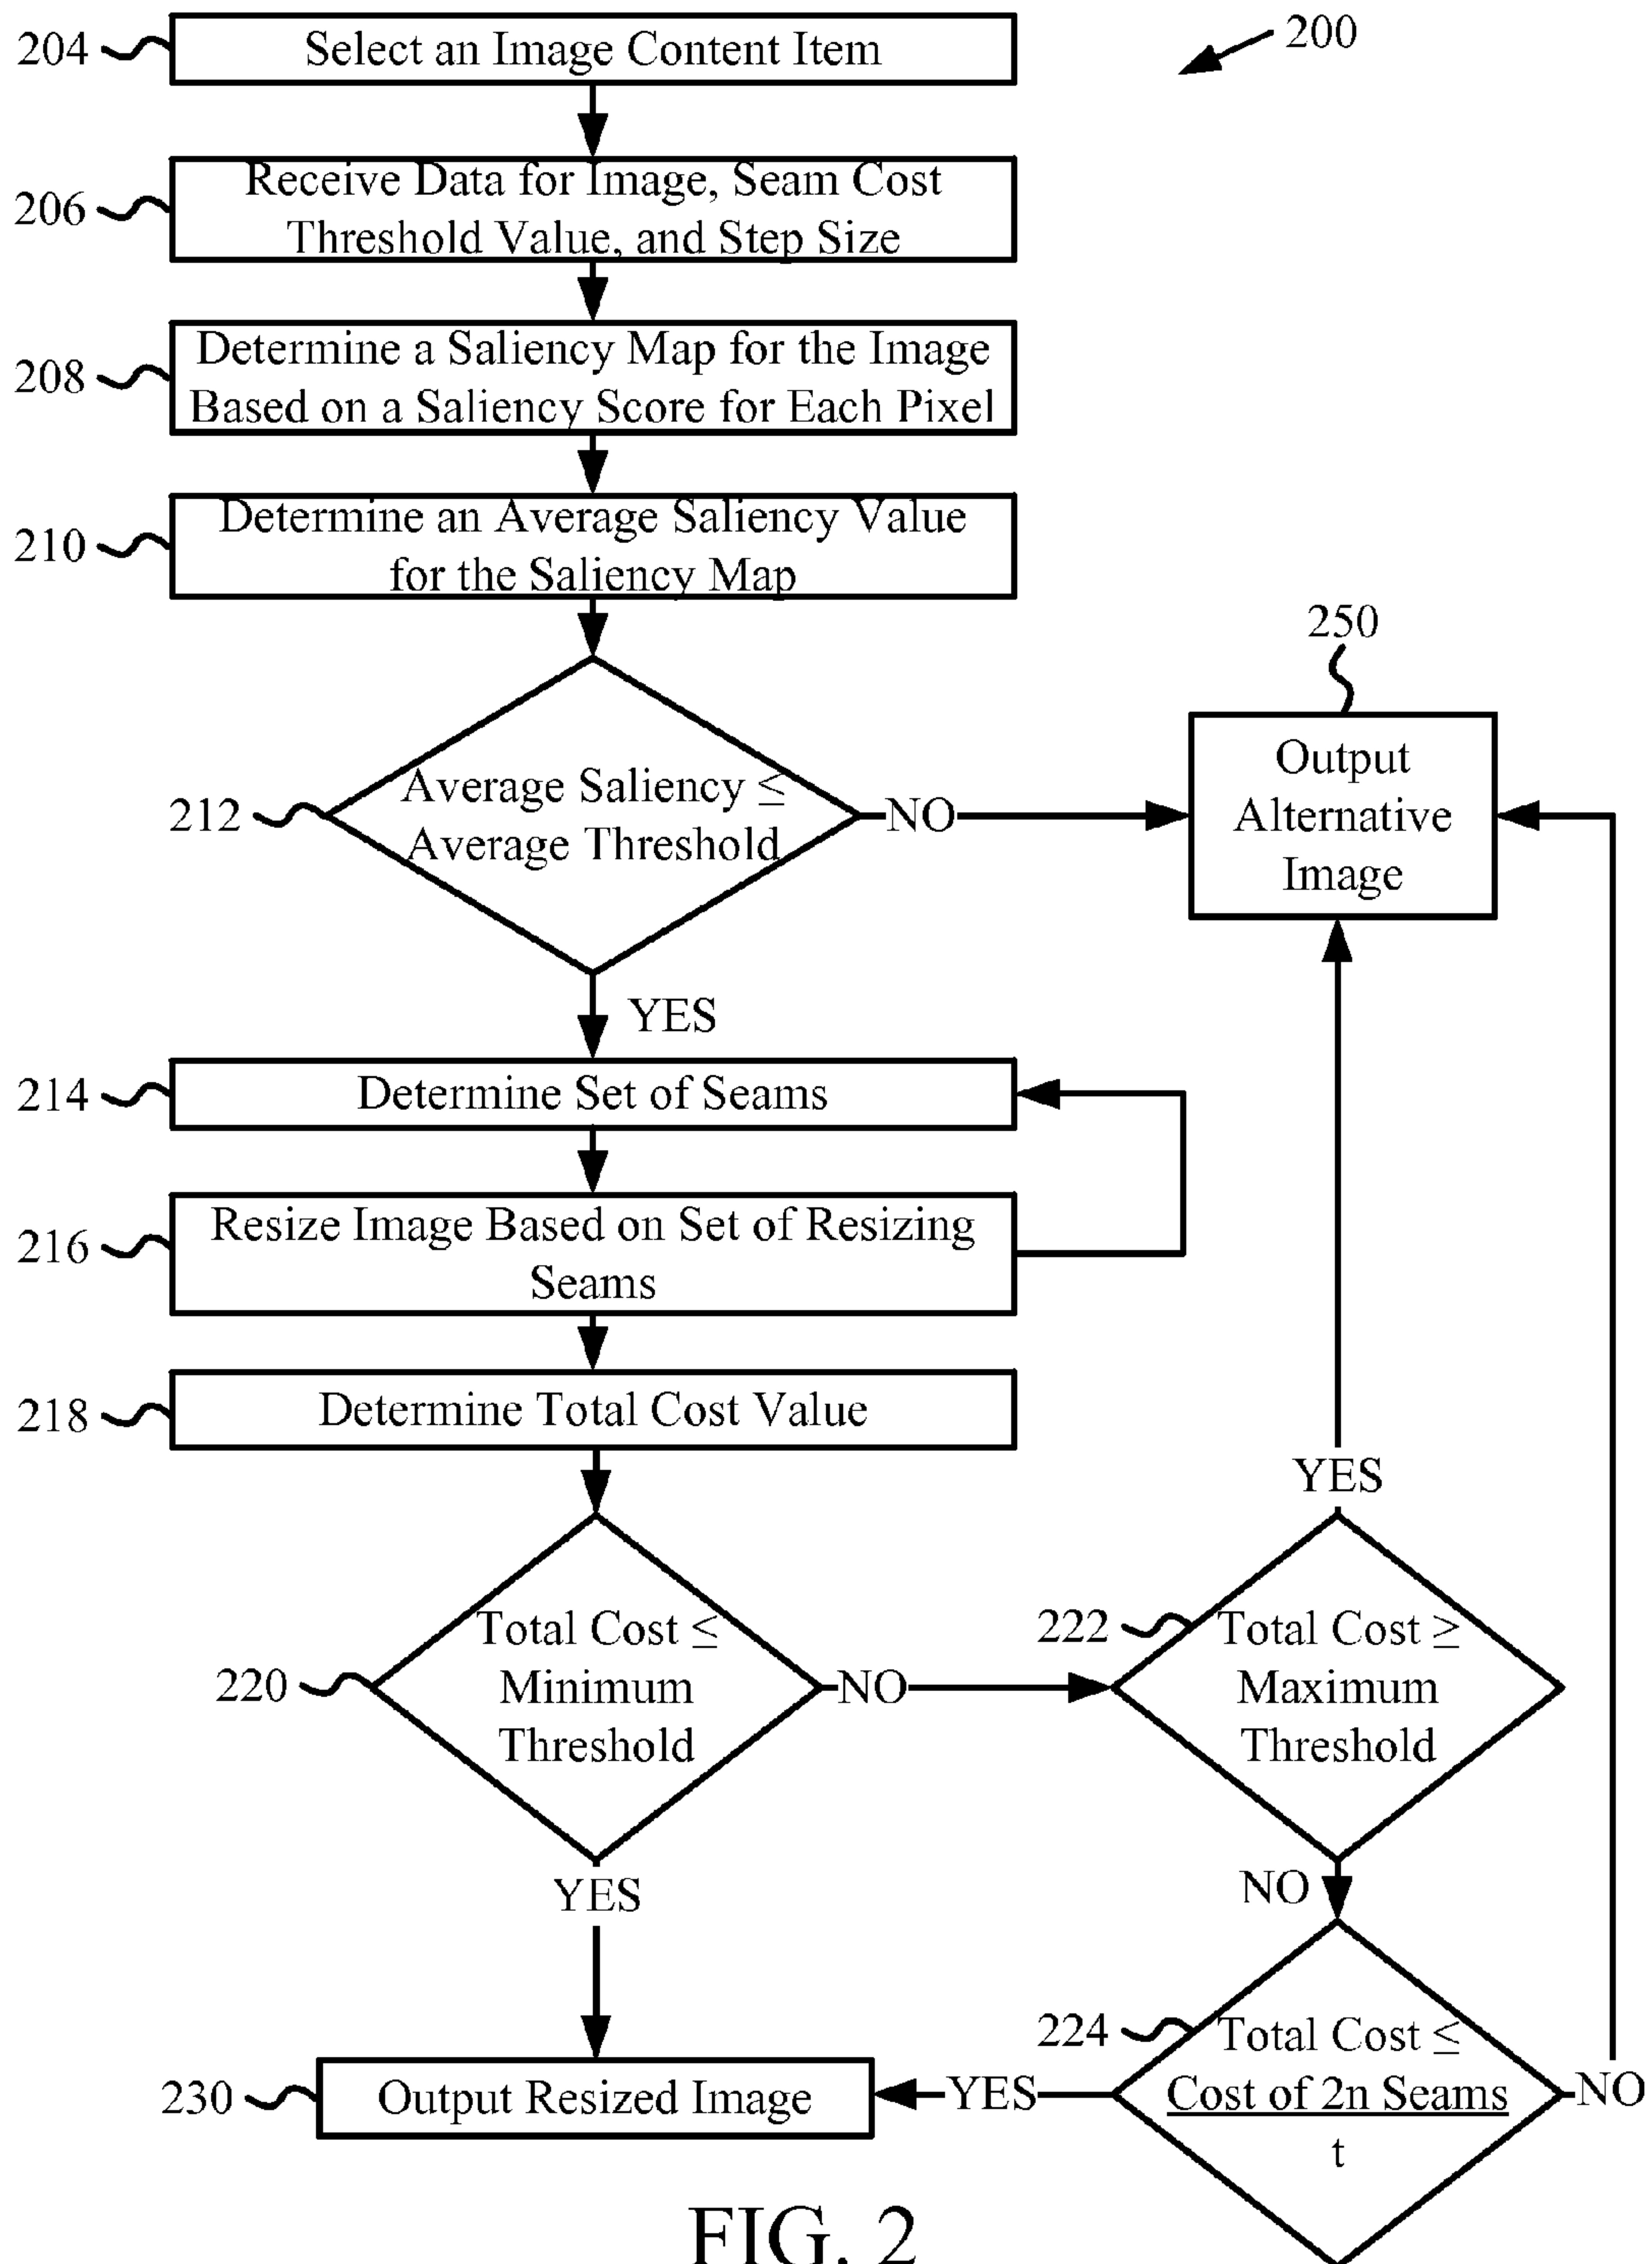 200
204
Select an Image Content Item
206
Receive Data for Image, Seam Cost
Threshold Value, and Step Size
208
Determine a Saliency Map for the Image
Based on a Saliency Score for Each Pixel
210
Determine an Average Saliency Value
for the Saliency Map
212
Average Saliency ≤
Average Threshold
NO
250
Output
Alternative
Image
YES
214
Determine Set of Seams
216
Resize Image Based on Set of Resizing
Seams
218
Determine Total Cost Value
220
Total Cost ≤
Minimum
Threshold
NO
222
Total Cost ≥
Maximum
Threshold
YES
NO
YES
224
Total Cost ≤
Cost of 2n Seams
t
NO
YES
230
Output Resized Image
FIG. 2